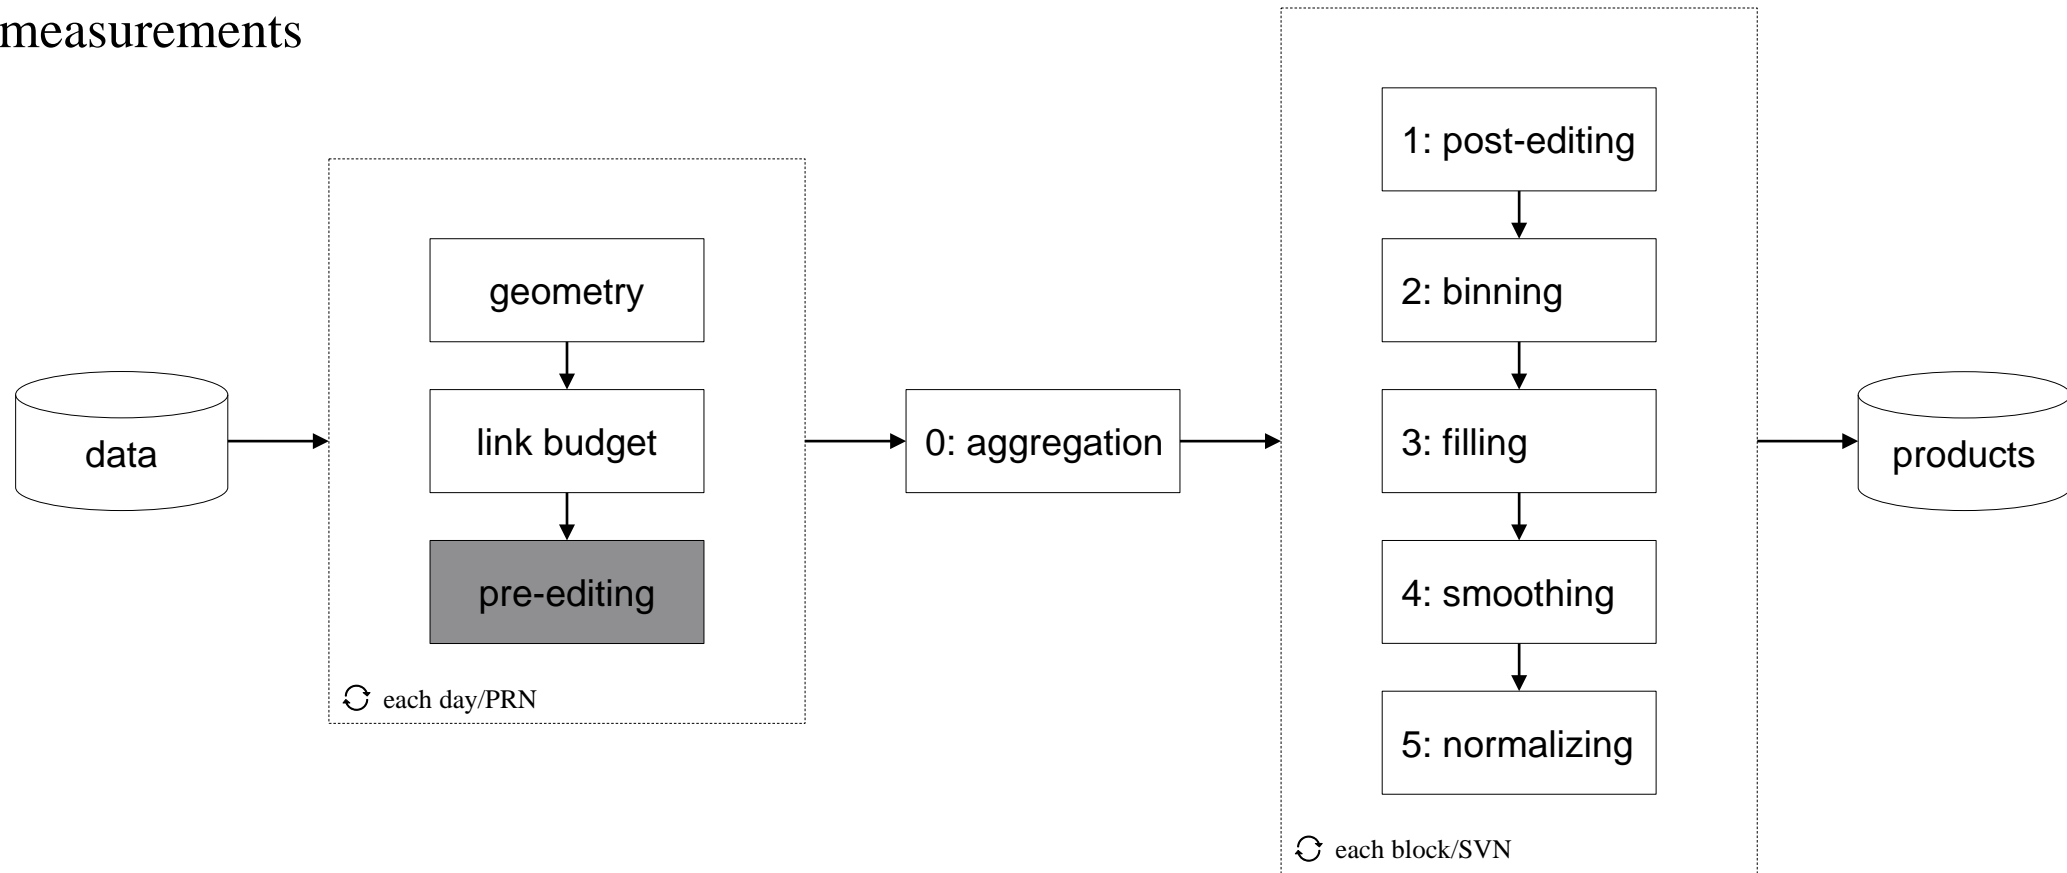 measurements
data
geometry
link budget
pre-editing
each day/PRN
0: aggregation
1: post-editing
2: binning
3: filling
4: smoothing
5: normalizing
each block/SVN
products